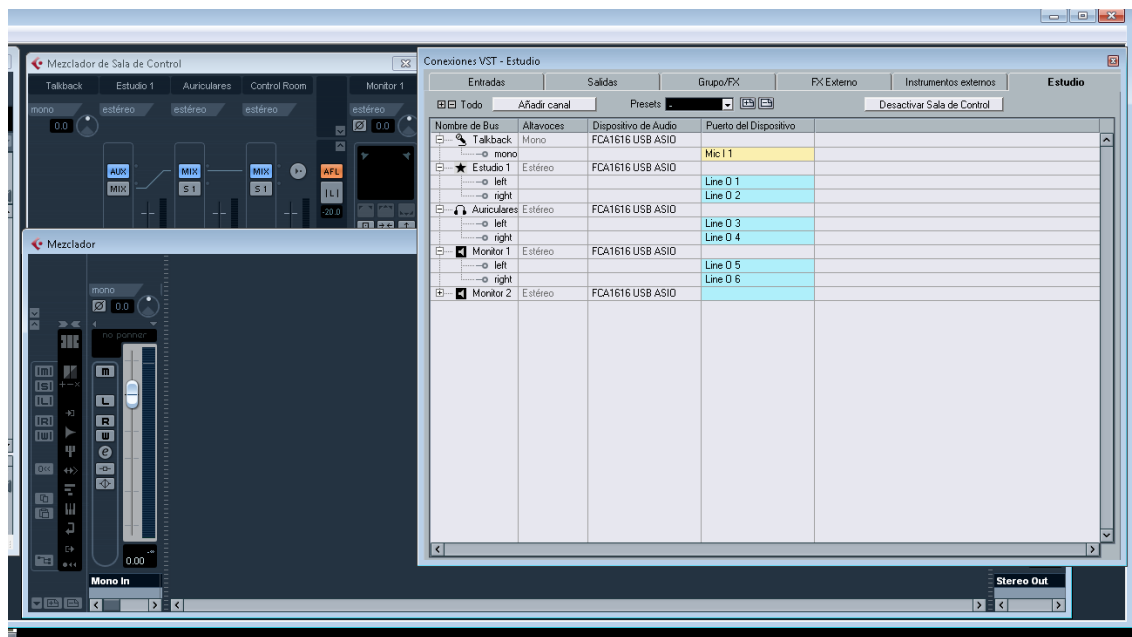 Mezclador de Sala de Control
Talkback Estudio 1 Auriculares Control Room Monitor 1
mono estéreo estéreo estéreo estéreo
0.0 0.0
AUX MIX MIX AFL
MIX S 1 S 1 |L|
-20.0
Mezclador
mono
0.0
no panner
m
L
R
W
e
[m]
[S]
[L]
[R]
[W]
0.00
Mono In
Stereo Out
Conexiones VST - Estudio
Entradas Salidas Grupo/FX FX Externo Instrumentos externos Estudio
Todo Añadir canal Presets - Desactivar Sala de Control
Nombre de Bus Altavoces Dispositivo de Audio Puerto del Dispositivo
Talkback Mono FCA1616 USB ASIO
mono Mic I 1
Estudio 1 Estéreo FCA1616 USB ASIO
left Line O 1
right Line O 2
Auriculares Estéreo FCA1616 USB ASIO
left Line O 3
right Line O 4
Monitor 1 Estéreo FCA1616 USB ASIO
left Line O 5
right Line O 6
Monitor 2 Estéreo FCA1616 USB ASIO